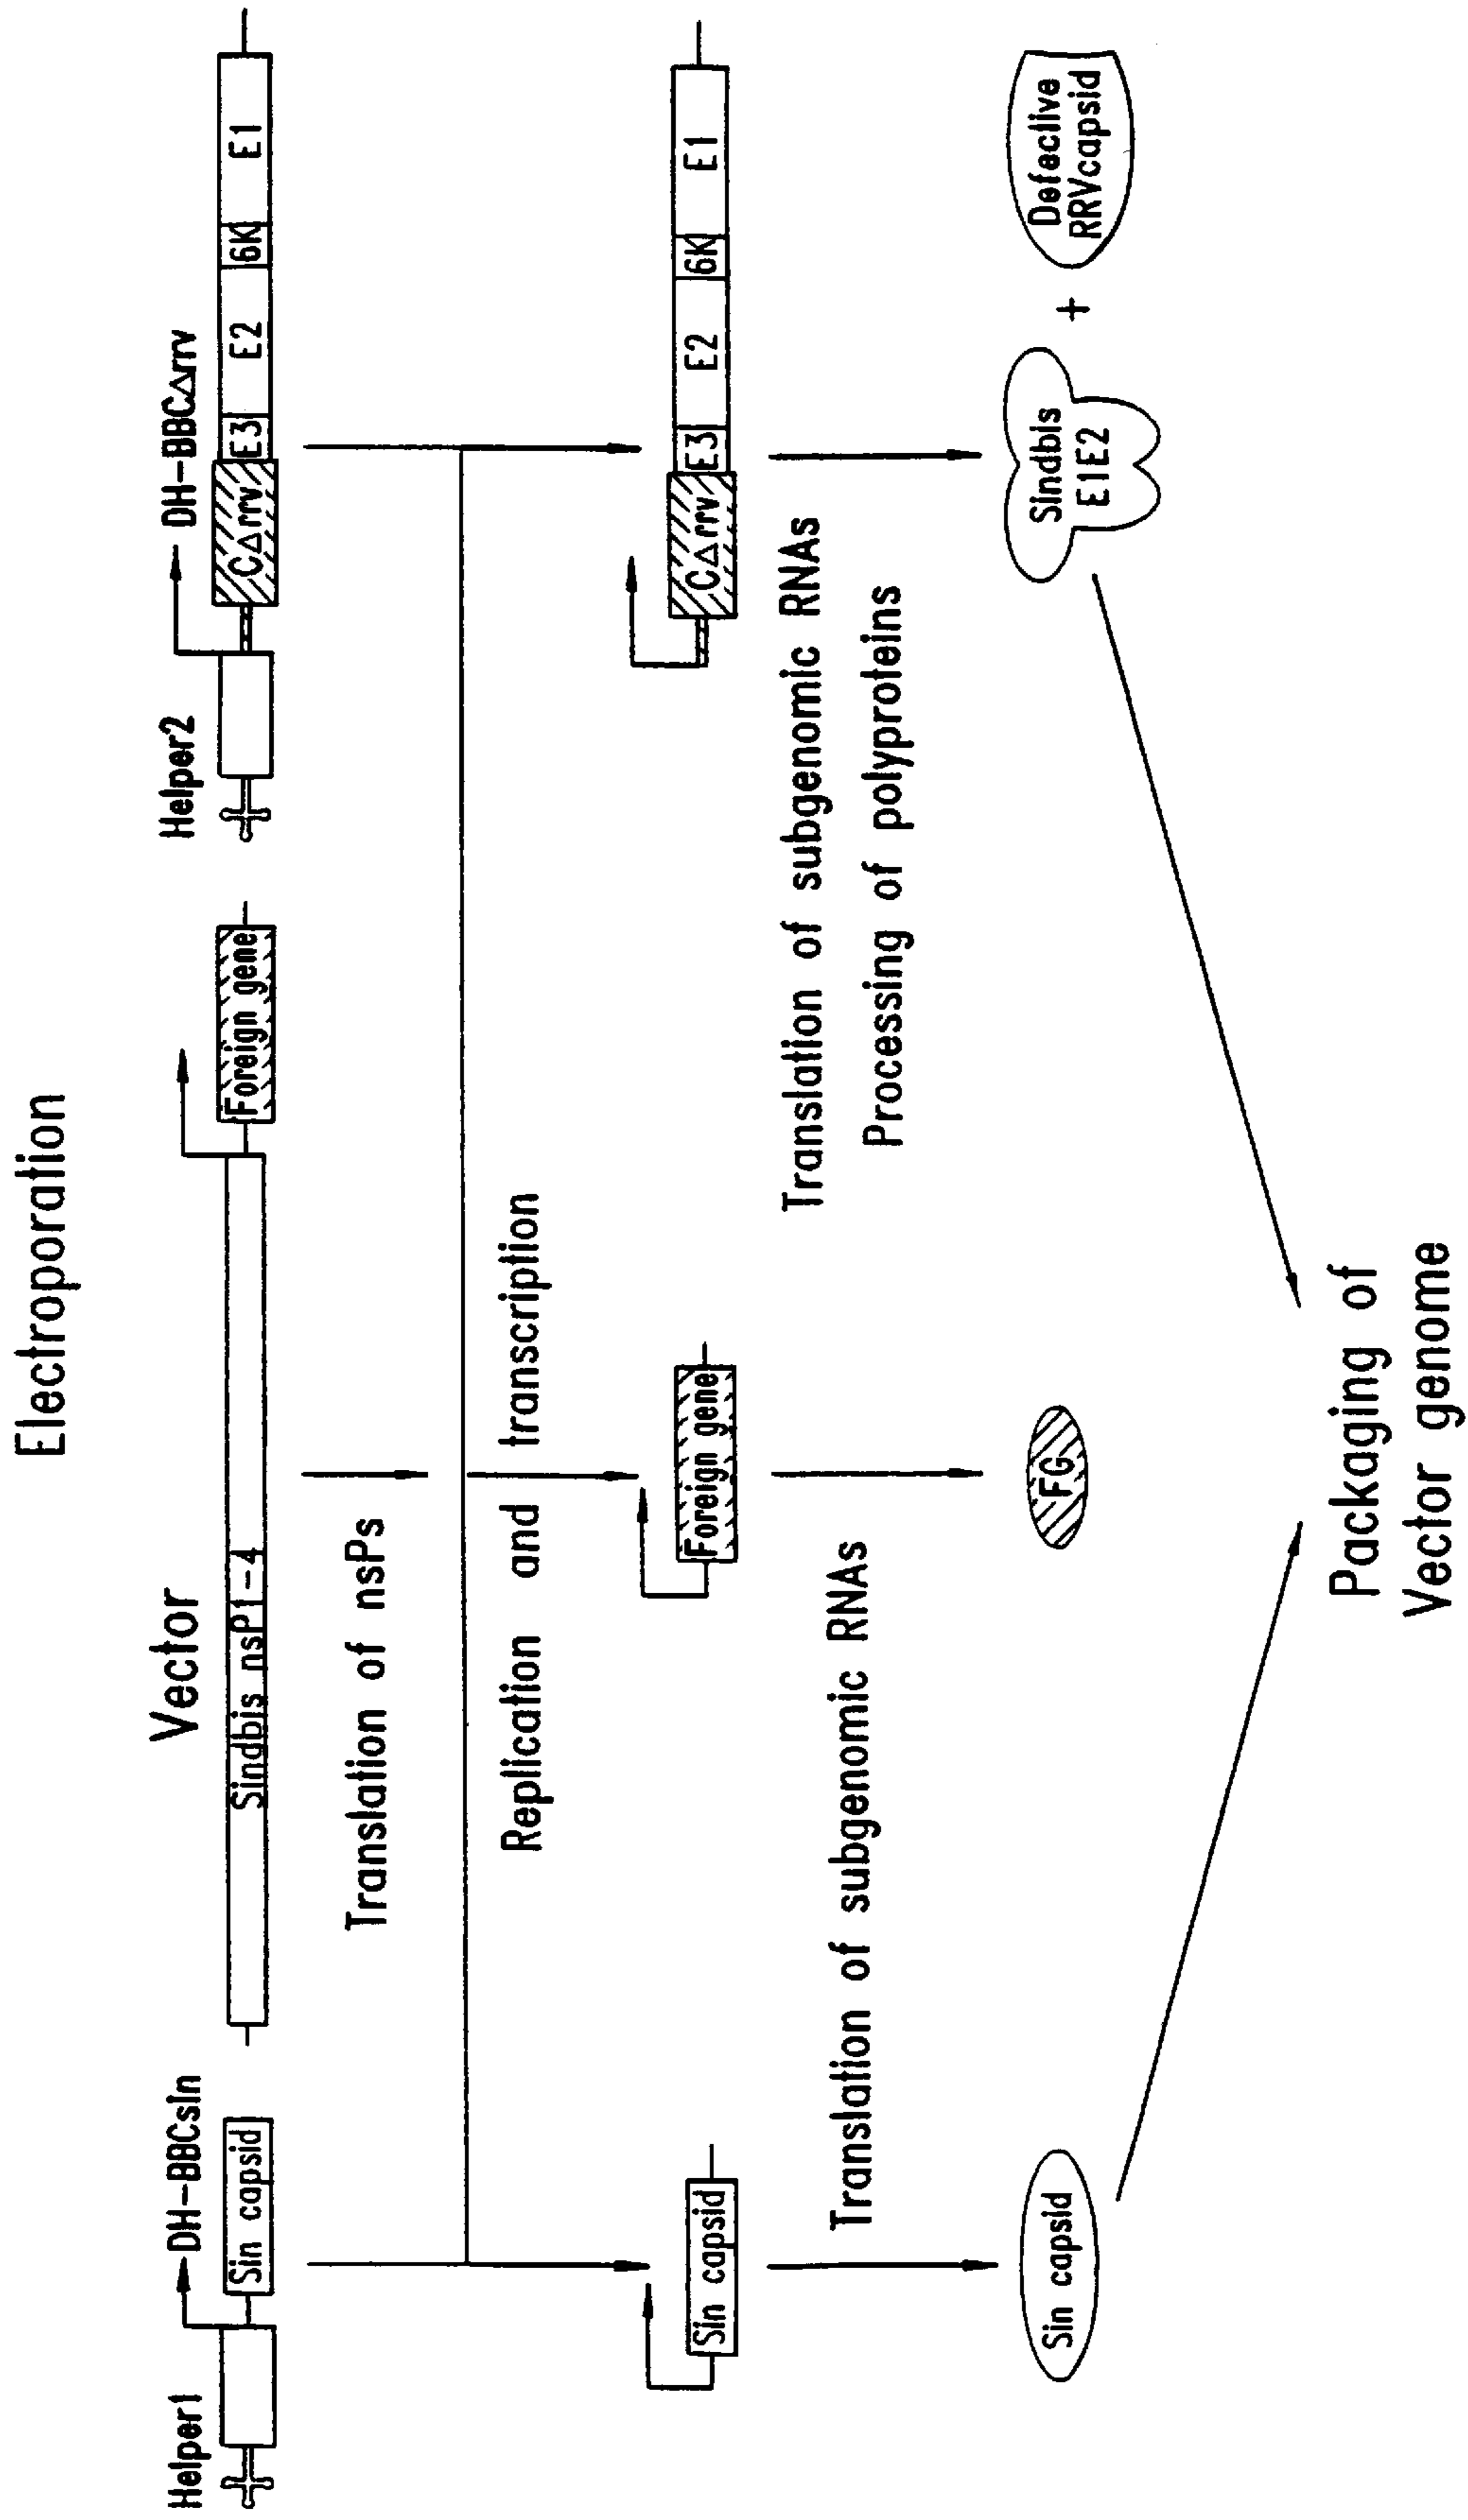 Electroporation
Helper1
DH-BBCsin
Vector
Helper2
DH-BBCΔrrv
Sin capsid
Sindbis nsP1-4
Foreign gene
CΔrrv
E3
E2
6K
E1
Translation of nsPs
Replication and transcription
Sin capsid
Foreign gene
CΔrrv
E3
E2
6K
E1
Translation of subgenomic RNAs
Translation of subgenomic RNAs
Processing of polyproteins
Sin capsid
FG
Sindbis
E1E2
+
Defective
RRVcapsid
Packaging of
Vector genome